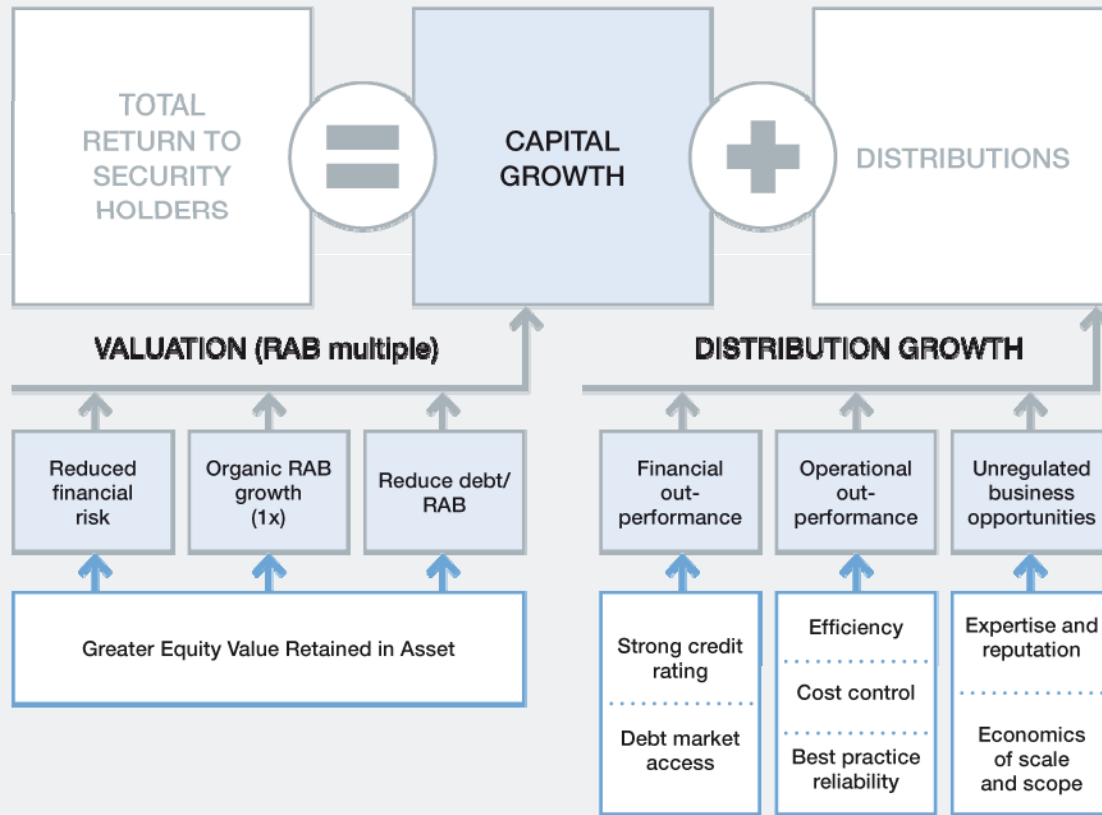 TOTAL
RETURN TO
SECURITY
HOLDERS
CAPITAL
GROWTH
DISTRIBUTIONS
VALUATION (RAB multiple)
Reduced
financial
risk
Organic RAB
growth
(1x)
Reduce debt/
RAB
Greater Equity Value Retained in Asset
DISTRIBUTION GROWTH
Financial
out-
performance
Operational
out-
performance
Unregulated
business
opportunities
Strong credit
rating
Debt market
access
Efficiency
Cost control
Best practice
reliability
Expertise and
reputation
Economics
of scale
and scope